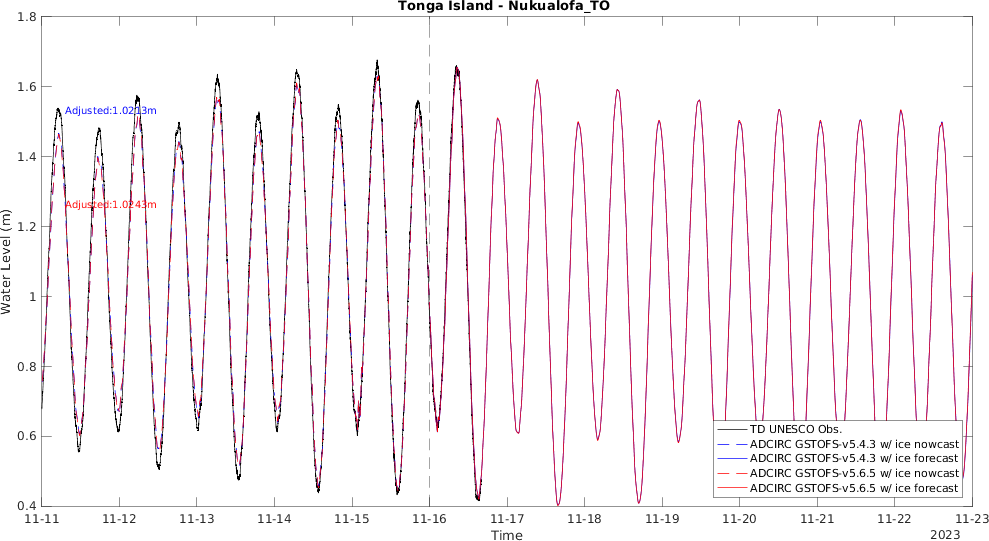 Tonga Island - Nukualofa_TO
1.8
1.6
1.4
1.2
1
0.8
0.6
0.4
Water Level (m)
Adjusted:1.0213m
Adjusted:1.0243m
TD UNESCO Obs.
ADCIRC GSTOFS-v5.4.3 w/ ice nowcast
ADCIRC GSTOFS-v5.4.3 w/ ice forecast
ADCIRC GSTOFS-v5.6.5 w/ ice nowcast
ADCIRC GSTOFS-v5.6.5 w/ ice forecast
11-11 11-12 11-13 11-14 11-15 11-16 11-17 11-18 11-19 11-20 11-21 11-22 11-23
Time
2023